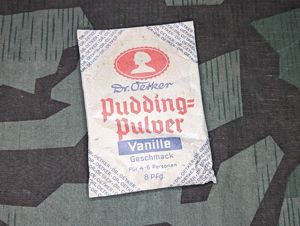 Dr. Oetker
Pudding=
Pulver
Vanille
Geschmack
Für 4-6 Personen
8 Pfg.